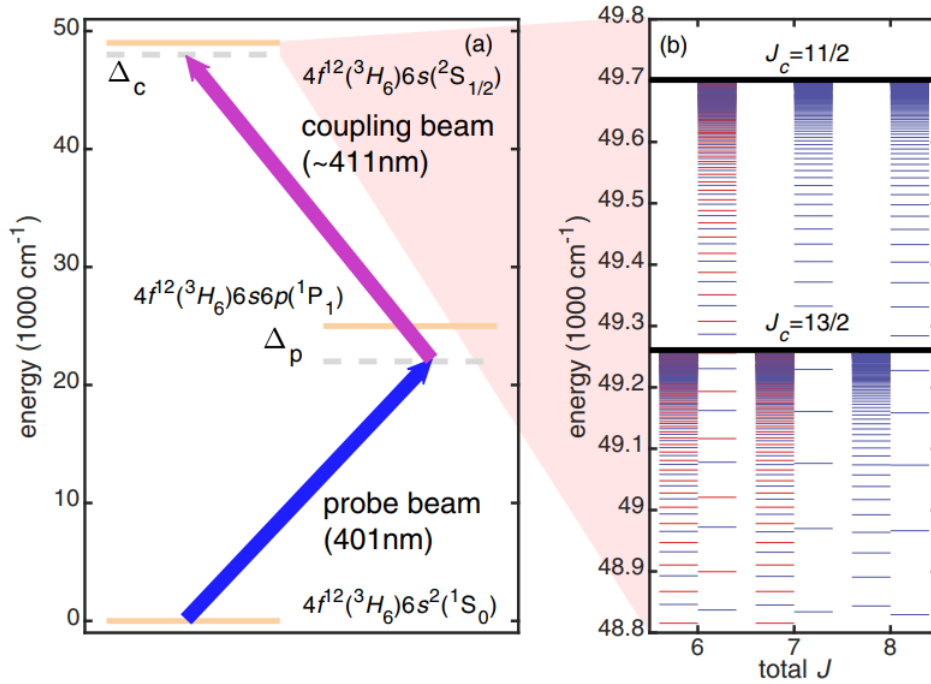 50
40
30
20
10
0
energy (1000 cm⁻¹)
(a)
Δc
4f¹²(³H₆)6s(²S₁/₂)
coupling beam
(~411nm)
4f¹²(³H₆)6s6p(¹P₁)
Δp
probe beam
(401nm)
4f¹²(³H₆)6s²(¹S₀)
49.8
49.7
49.6
49.5
49.4
49.3
49.2
49.1
49
48.9
48.8
energy (1000 cm⁻¹)
(b)
Jc=11/2
Jc=13/2
6 7 8
total J